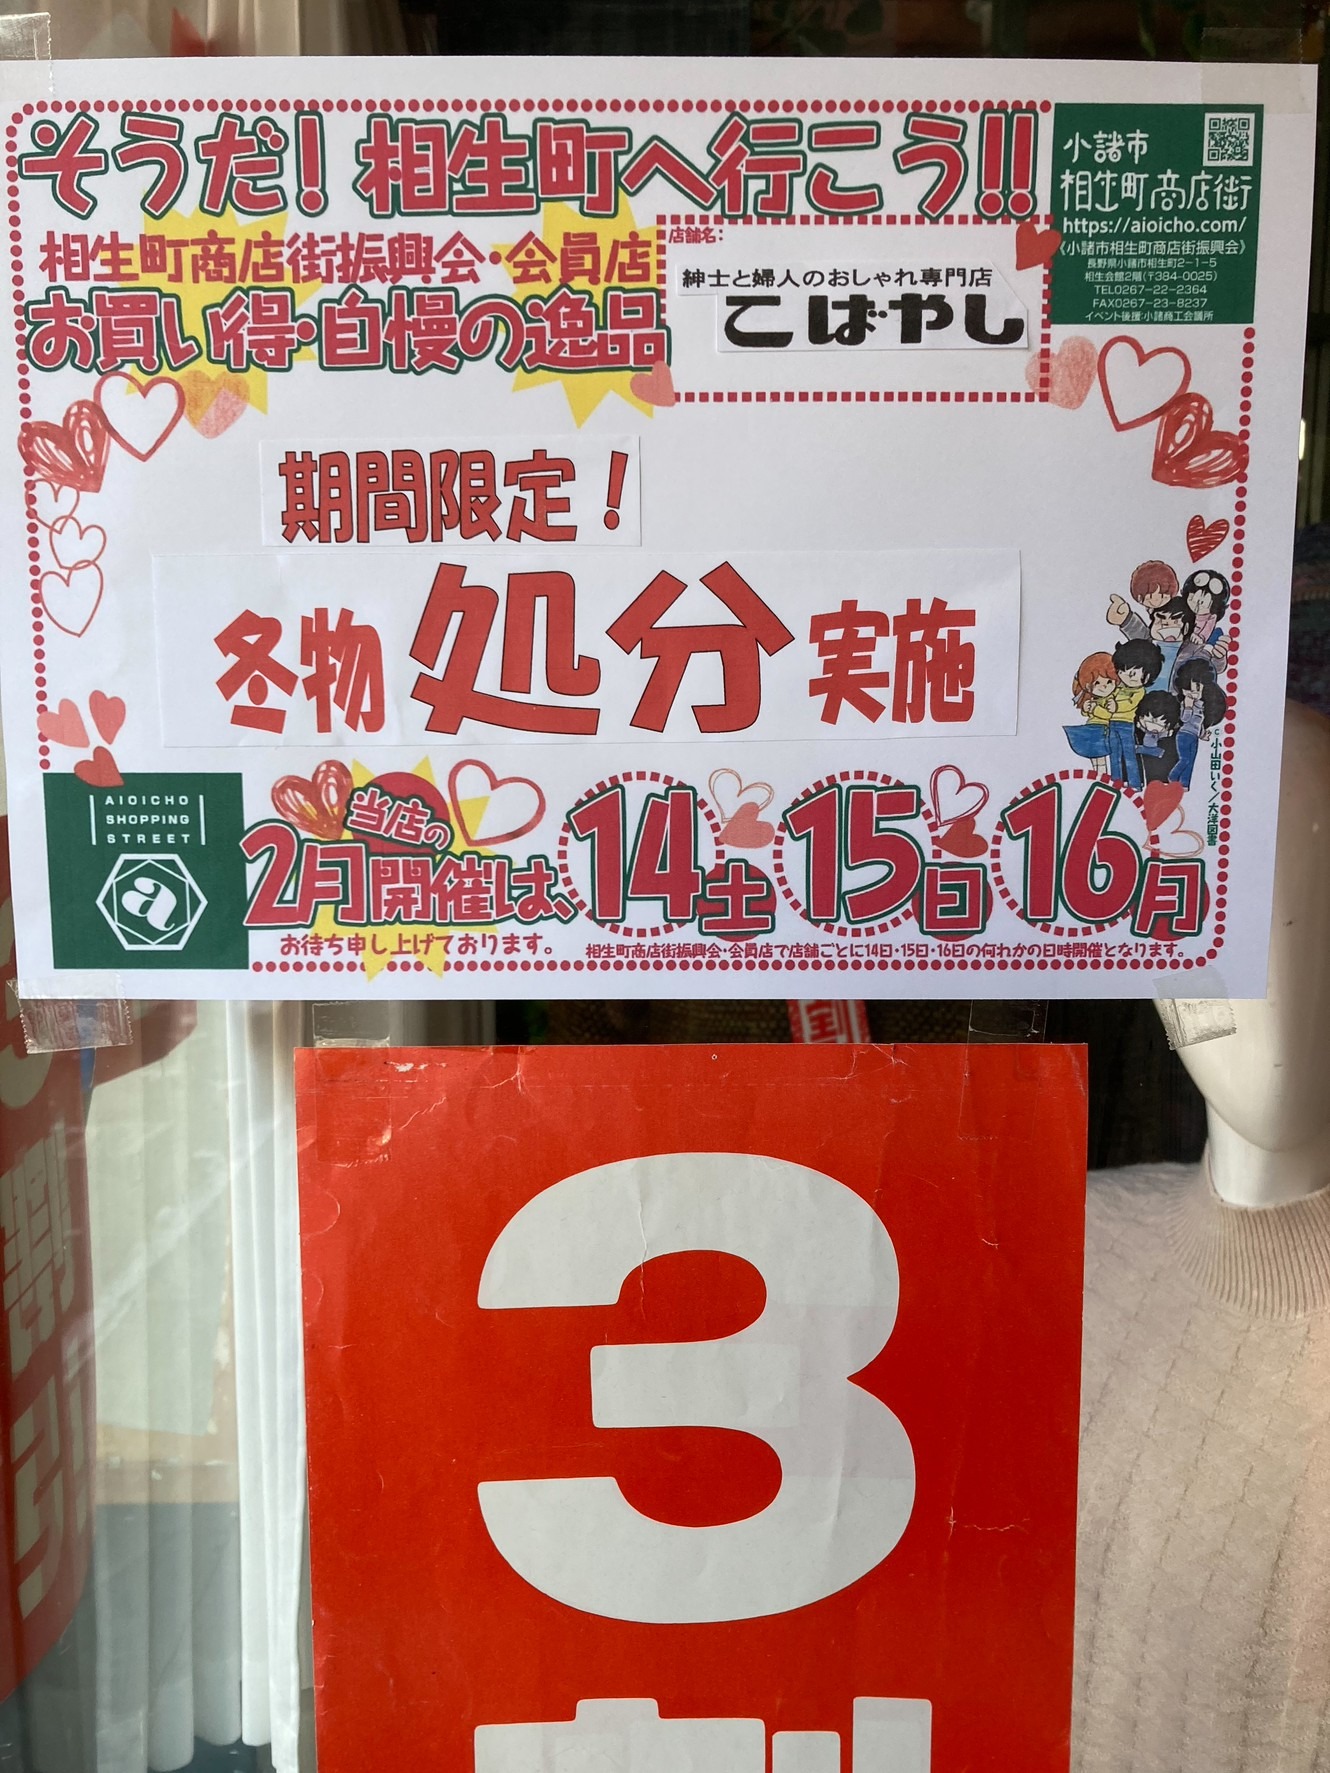 そうだ!相生町へ行こう!!
小諸市
相生町商店街
https://aioicho.com/
《小諸市相生町商店街振興会》
長野県小諸市相生町2-1-5
相生会館2階(〒384-0025)
TEL0267-22-2364
FAX0267-23-8237
イベント後援:小諸商工会議所
相生町商店街振興会・会員店
お買い得・自慢の逸品
店舗名:
紳士と婦人のおしゃれ専門店
こばやし
期間限定!
冬物処分実施
©小山田いく/大洋図書
AIOICHO
SHOPPING
STREET
a
当店の
2月開催は、14土15日16月
お待ち申し上げております。
相生町商店街振興会・会員店で店舗ごとに14日・15日・16日の何れかの日時開催となります。
3
割引